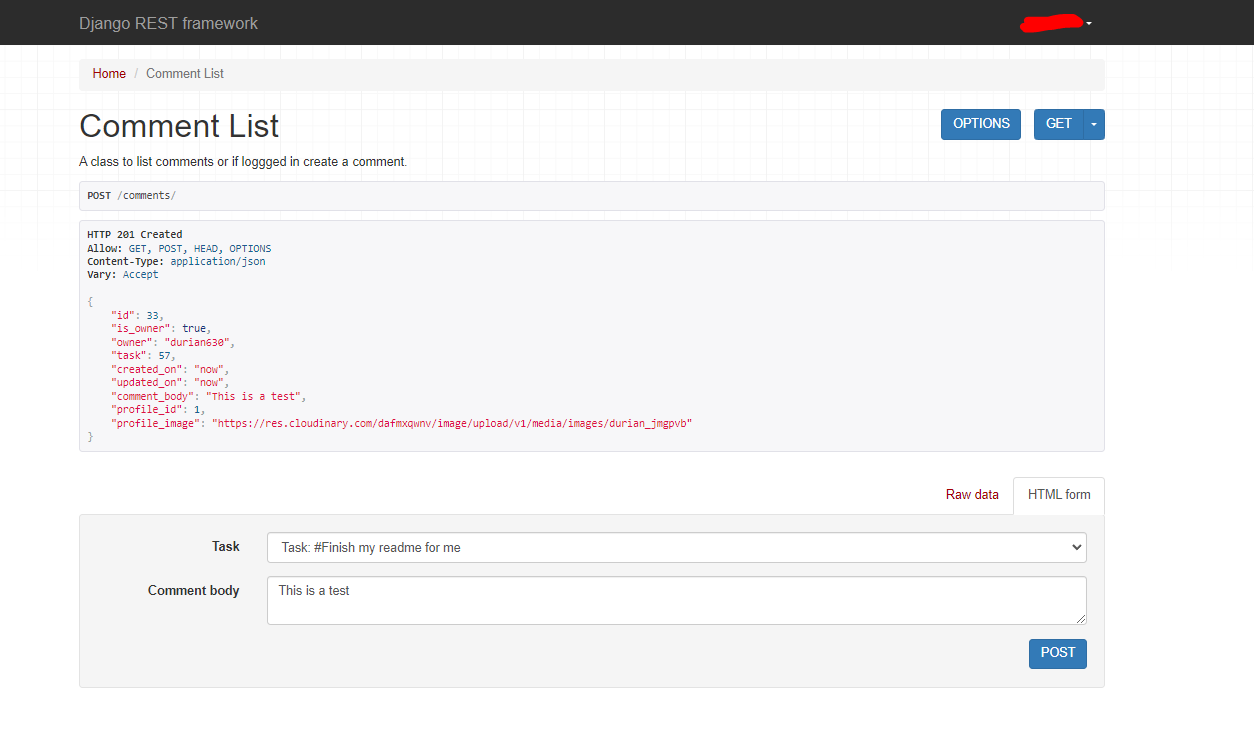 Django REST framework
Home / Comment List
Comment List
OPTIONS
GET
A class to list comments or if loggged in create a comment.
POST /comments/
HTTP 201 Created
Allow: GET, POST, HEAD, OPTIONS
Content-Type: application/json
Vary: Accept
{
    "id": 33,
    "is_owner": true,
    "owner": "durian630",
    "task": 57,
    "created_on": "now",
    "updated_on": "now",
    "comment_body": "This is a test",
    "profile_id": 1,
    "profile_image": "https://res.cloudinary.com/dafmxqwnv/image/upload/v1/media/images/durian_jmgpvb"
}
Raw data
HTML form
Task
Task: #Finish my readme for me
Comment body
This is a test
POST